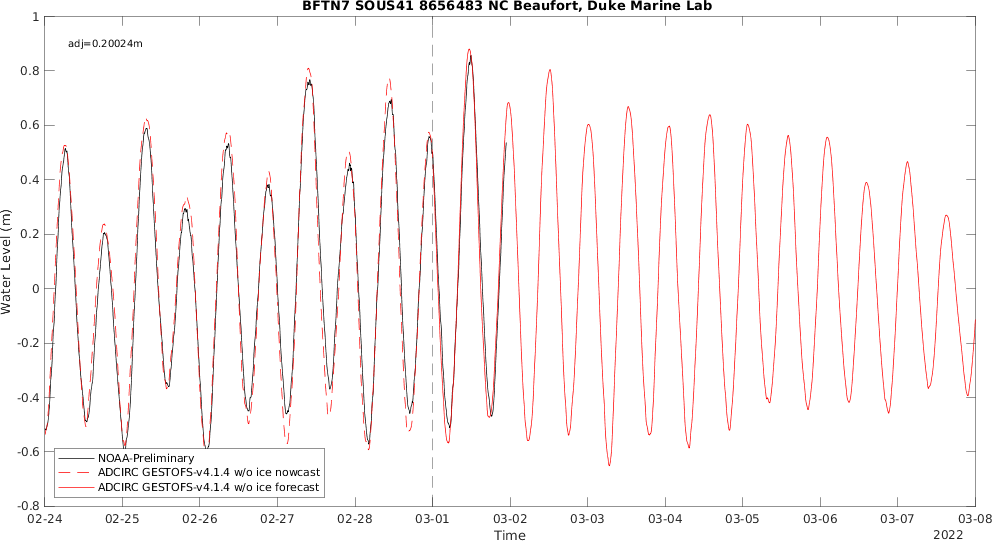 BFTN7 SOUS41 8656483 NC Beaufort, Duke Marine Lab
adj=0.20024m
1
0.8
0.6
0.4
0.2
0
-0.2
-0.4
-0.6
-0.8
Water Level (m)
NOAA-Preliminary
ADCIRC GESTOFS-v4.1.4 w/o ice nowcast
ADCIRC GESTOFS-v4.1.4 w/o ice forecast
02-24 02-25 02-26 02-27 02-28 03-01 03-02 03-03 03-04 03-05 03-06 03-07 03-08
Time
2022